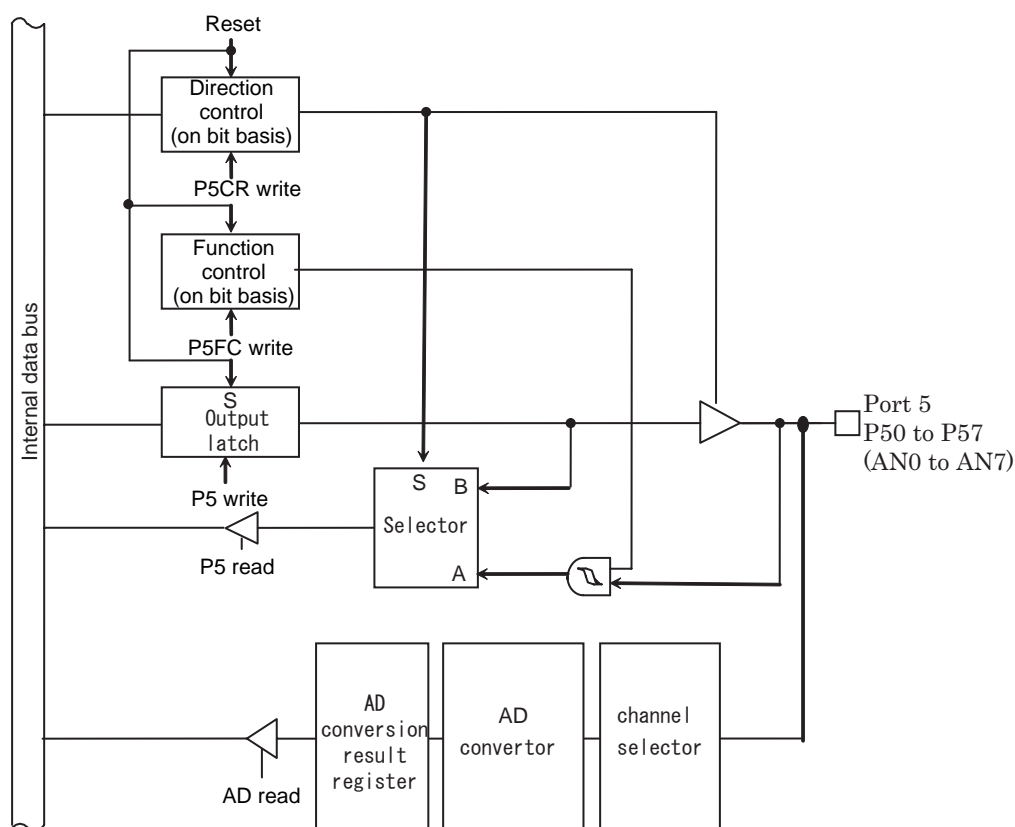 Reset
Direction
control
(on bit basis)
P5CR write
Function
control
(on bit basis)
P5FC write
Internal data bus
S
Output
latch
P5 write
S B
Selector
A
P5 read
Port 5
P50 to P57
(AN0 to AN7)
AD
conversion
result
register
AD
convertor
channel
selector
AD read